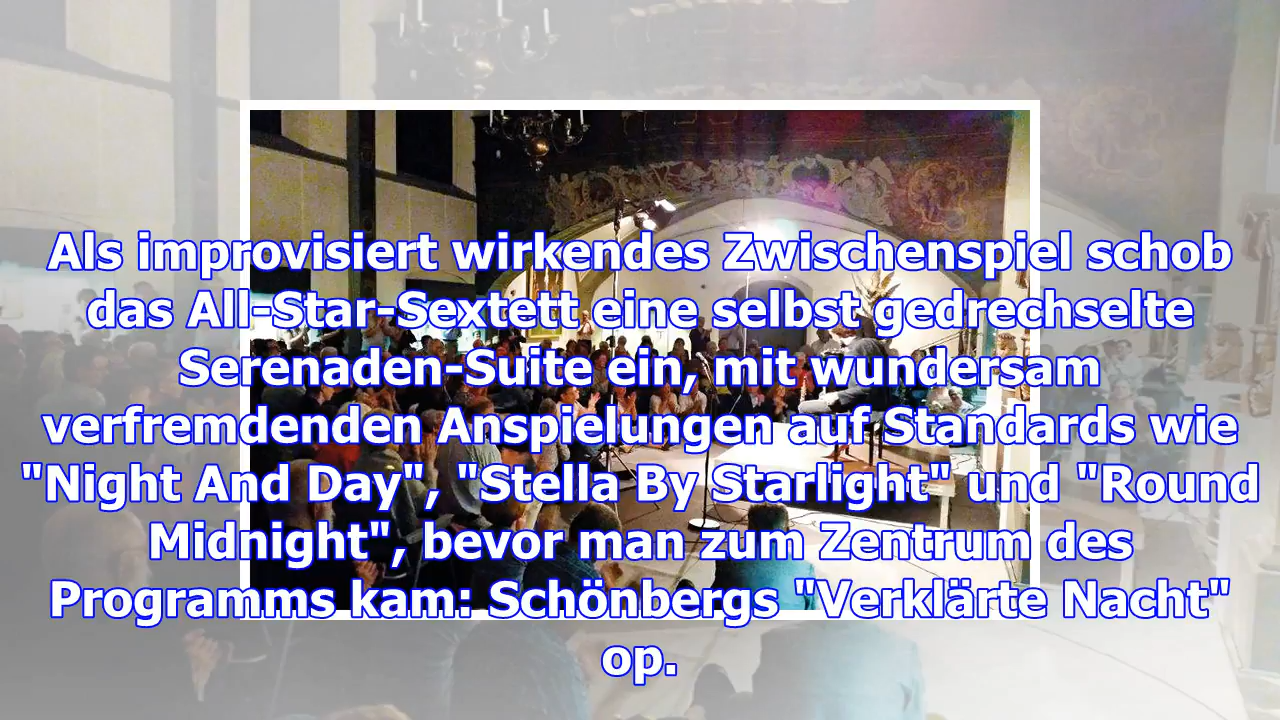 Als improvisiert wirkendes Zwischenspiel schob
das All-Star-Sextett eine selbst gedrechselte
Serenaden-Suite ein, mit wundersam
verfremdenden Anspielungen auf Standards wie
"Night And Day", "Stella By Starlight" und "Round
Midnight", bevor man zum Zentrum des
Programms kam: Schönbergs "Verklärte Nacht"
op.